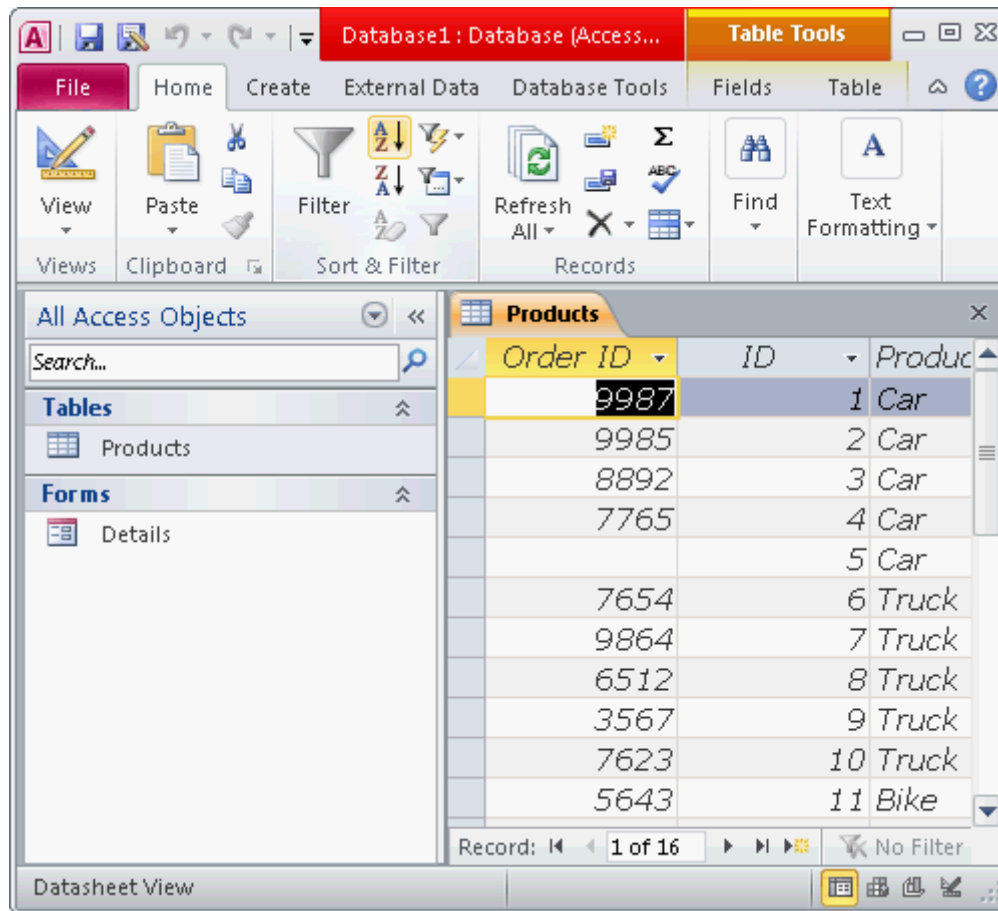 A Database1 : Database (Access... Table Tools
File Home Create External Data Database Tools Fields Table ?
View Paste Filter Refresh All Find Text Formatting
A Z
Z A
A Z
Σ
ABC
A
Views Clipboard Sort & Filter Records
All Access Objects
Search...
Tables
Products
Forms
Details
Products
Order ID ID Produc
9987 1 Car
9985 2 Car
8892 3 Car
7765 4 Car
5 Car
7654 6 Truck
9864 7 Truck
6512 8 Truck
3567 9 Truck
7623 10 Truck
5643 11 Bike
Record: 1 of 16 No Filter
Datasheet View